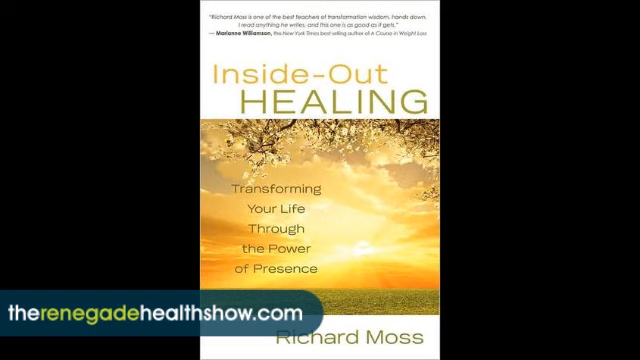 "Richard Moss is one of the best teachers of transformation wisdom, hands down.
I read anything he writes, and this one is as good as it gets."
— Marianne Williamson, the New York Times best selling author of A Course in Weight Loss
Inside-Out
HEALING
Transforming
Your Life
Through
the Power
of Presence
therenegadehealthshow.com
Richard Moss